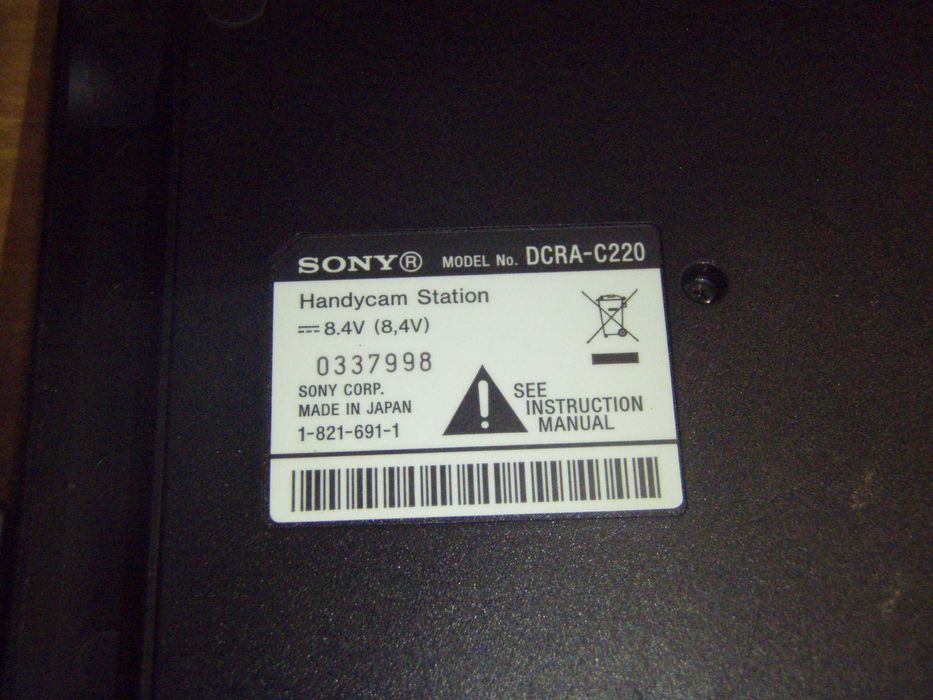 SONY® MODEL No. DCRA-C220
Handycam Station
⎓ 8.4V (8,4V)
0337998
SONY CORP.
MADE IN JAPAN
1-821-691-1
SEE
INSTRUCTION
MANUAL